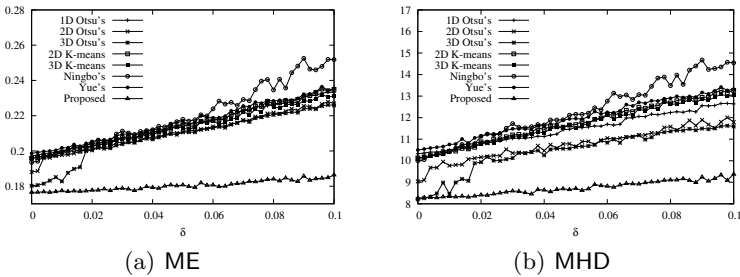 0.28
0.26
0.24
0.22
0.2
0.18
1D Otsu's
2D Otsu's
3D Otsu's
2D K-means
3D K-means
Ningbo's
Yue's
Proposed
0 0.02 0.04 0.06 0.08 0.1
δ
(a) ME
17
16
15
14
13
12
11
10
9
8
1D Otsu's
2D Otsu's
3D Otsu's
2D K-means
3D K-means
Ningbo's
Yue's
Proposed
0 0.02 0.04 0.06 0.08 0.1
δ
(b) MHD